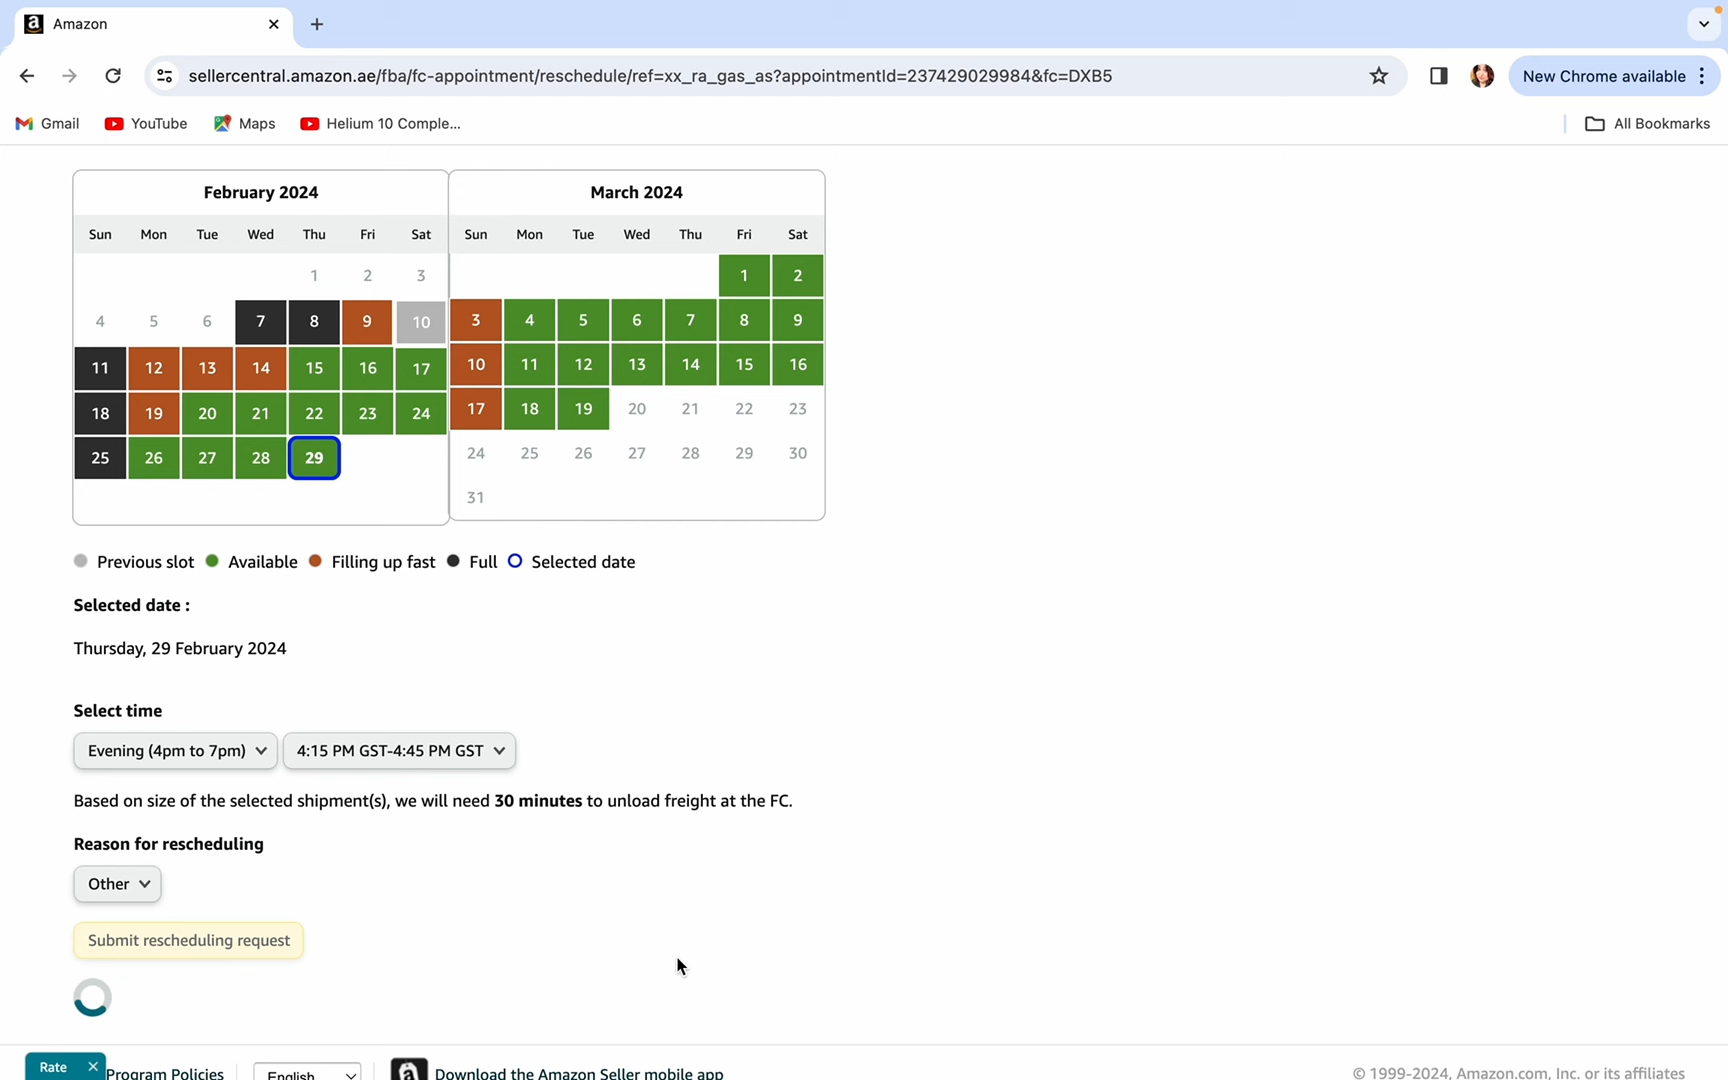 Amazon
sellercentral.amazon.ae/fba/fc-appointment/reschedule/ref=xx_ra_gas_as?appointmentId=237429029984&fc=DXB5
New Chrome available
Gmail YouTube Maps Helium 10 Comple... All Bookmarks
February 2024 March 2024
Sun Mon Tue Wed Thu Fri Sat Sun Mon Tue Wed Thu Fri Sat
1 2 3 1 2
4 5 6 7 8 9 10 3 4 5 6 7 8 9
11 12 13 14 15 16 17 10 11 12 13 14 15 16
18 19 20 21 22 23 24 17 18 19 20 21 22 23
25 26 27 28 29 24 25 26 27 28 29 30
31
Previous slot Available Filling up fast Full Selected date
Selected date :
Thursday, 29 February 2024
Select time
Evening (4pm to 7pm) 4:15 PM GST-4:45 PM GST
Based on size of the selected shipment(s), we will need 30 minutes to unload freight at the FC.
Reason for rescheduling
Other
Submit rescheduling request
Rate Program Policies English Download the Amazon Seller mobile app © 1999-2024, Amazon.com, Inc. or its affiliates